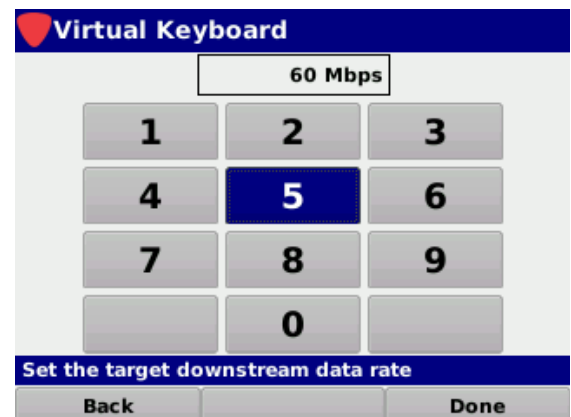 Virtual Keyboard
60 Mbps
1 2 3
4 5 6
7 8 9
0
Set the target downstream data rate
Back Done